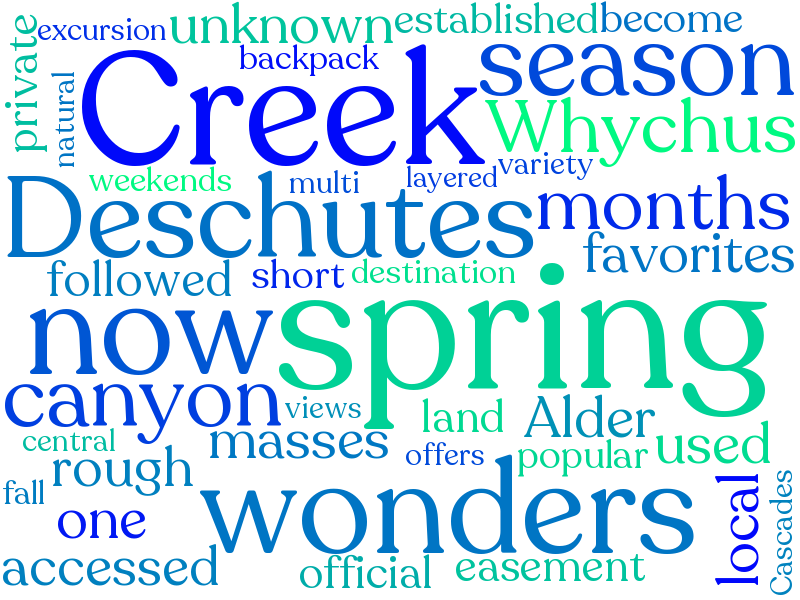 excursion unknown established become
private backpack season
natural Creek Whychus
weekends multi layered variety
Deschutes months
followed short destination favorites
now spring
canyon views land Alder
central masses offers popular used
fall rough wonders
one local Cascades
accessed official easement